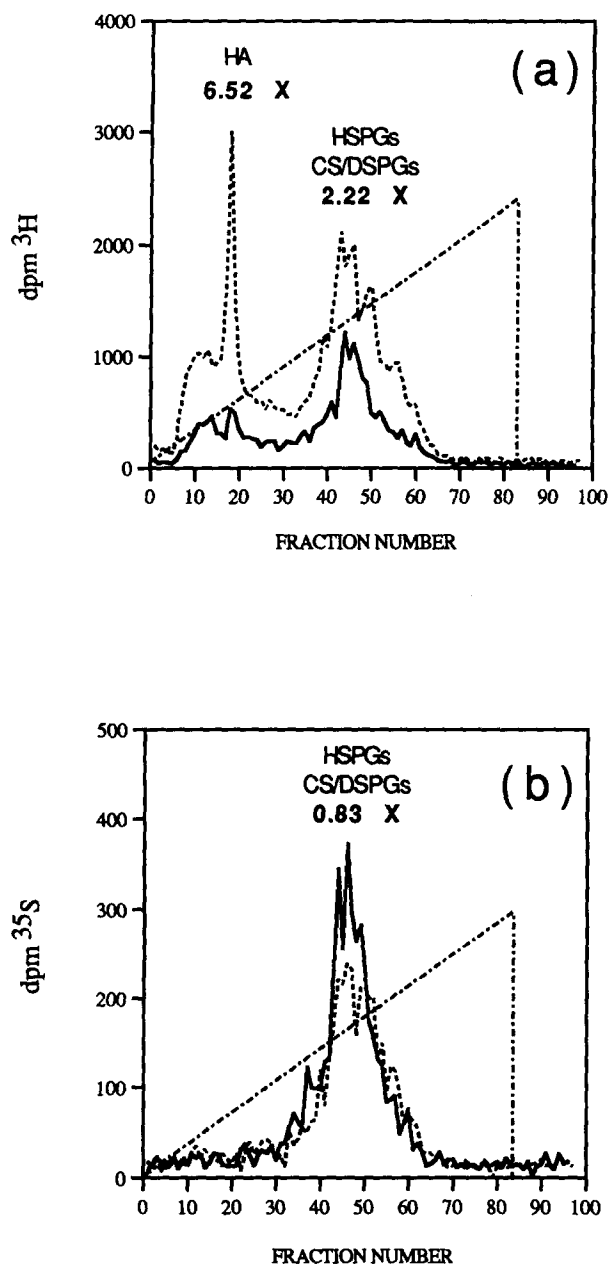 4000
3000
2000
1000
0
dpm ³H
HA
6.52 X
(a)
HSPGs
CS/DSPGs
2.22 X
0 10 20 30 40 50 60 70 80 90 100
FRACTION NUMBER
500
400
300
200
100
0
dpm ³⁵S
HSPGs
CS/DSPGs
0.83 X
(b)
0 10 20 30 40 50 60 70 80 90 100
FRACTION NUMBER